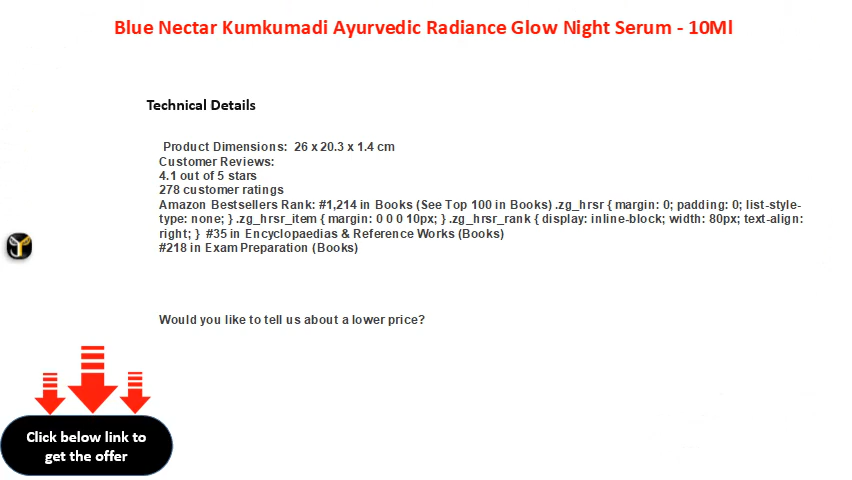 Blue Nectar Kumkumadi Ayurvedic Radiance Glow Night Serum - 10Ml
Technical Details
Product Dimensions: 26 x 20.3 x 1.4 cm
Customer Reviews:
4.1 out of 5 stars
278 customer ratings
Amazon Bestsellers Rank: #1,214 in Books (See Top 100 in Books) .zg_hrsr { margin: 0; padding: 0; list-style-
type: none; } .zg_hrsr_item { margin: 0 0 0 10px; } .zg_hrsr_rank { display: inline-block; width: 80px; text-align:
right; } #35 in Encyclopaedias & Reference Works (Books)
#218 in Exam Preparation (Books)
Would you like to tell us about a lower price?
Click below link to
get the offer